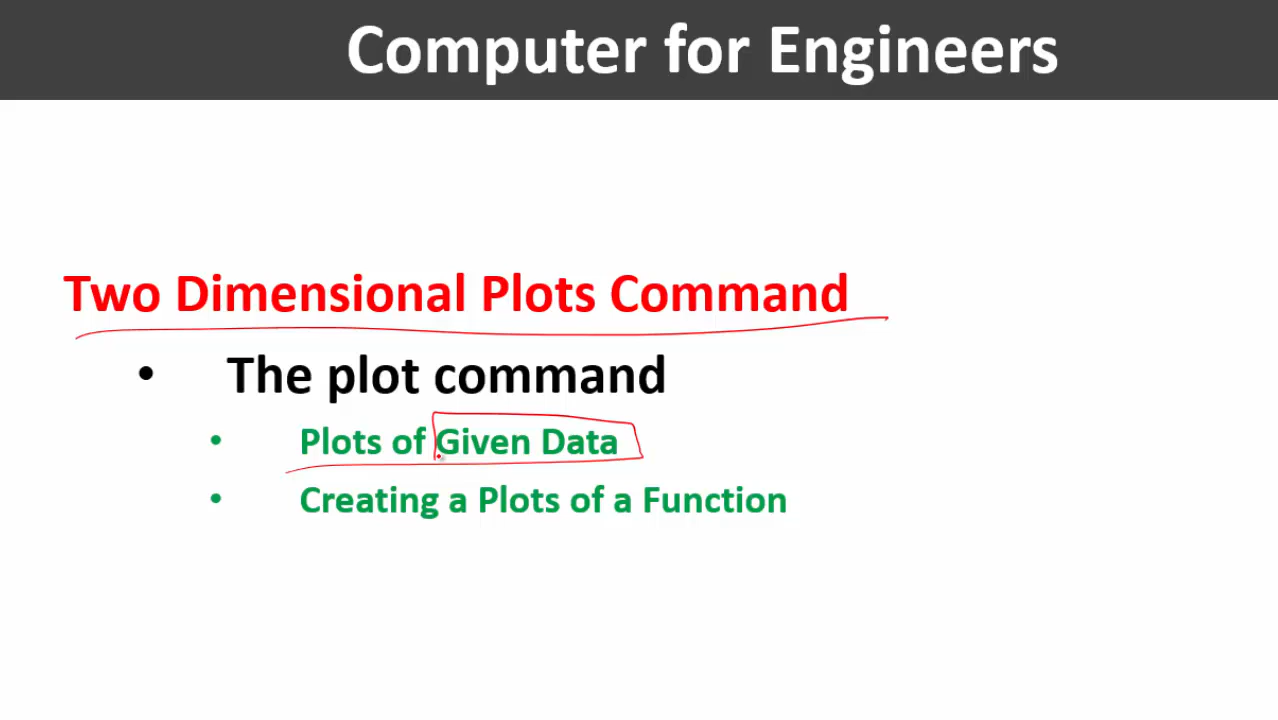 Computer for Engineers
Two Dimensional Plots Command
• The plot command
• Plots of Given Data
• Creating a Plots of a Function